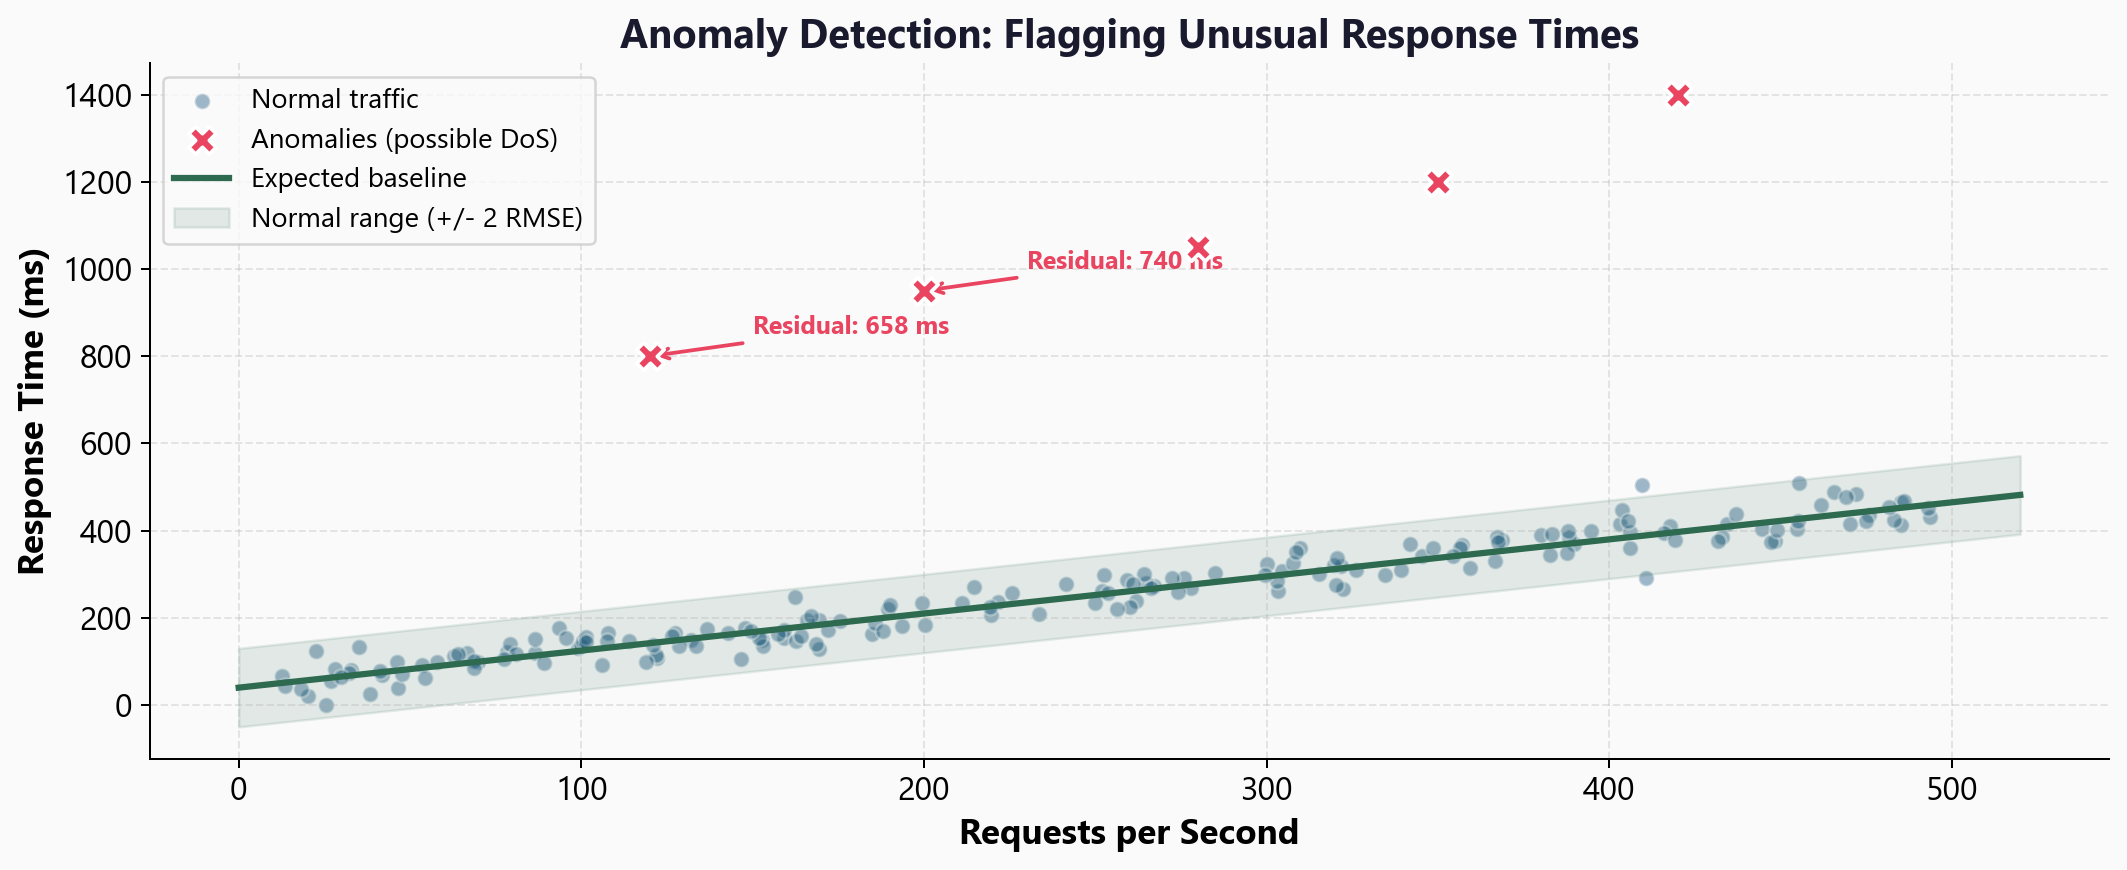 Anomaly Detection: Flagging Unusual Response Times
Normal traffic
Anomalies (possible DoS)
Expected baseline
Normal range (+/- 2 RMSE)
Response Time (ms)
1400
1200
1000
800
600
400
200
0
Residual: 740 ms
Residual: 658 ms
0 100 200 300 400 500
Requests per Second